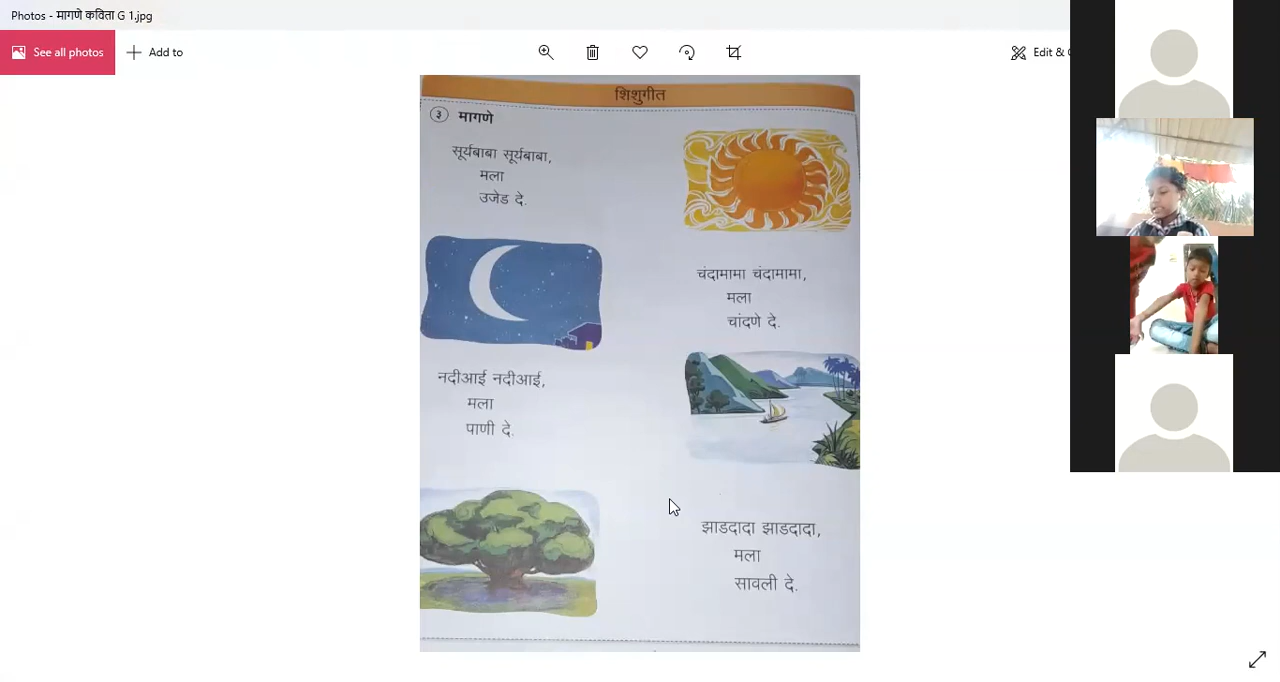 Photos - मागणे कविता G 1.jpg
See all photos
Add to
Edit &
शिशुगीत
३ मागणे
सूर्यबाबा सूर्यबाबा,
मला
उजेड दे.
चंदामामा चंदामामा,
मला
चांदणे दे.
नदीआई नदीआई,
मला
पाणी दे.
झाडदादा झाडदादा,
मला
सावली दे.